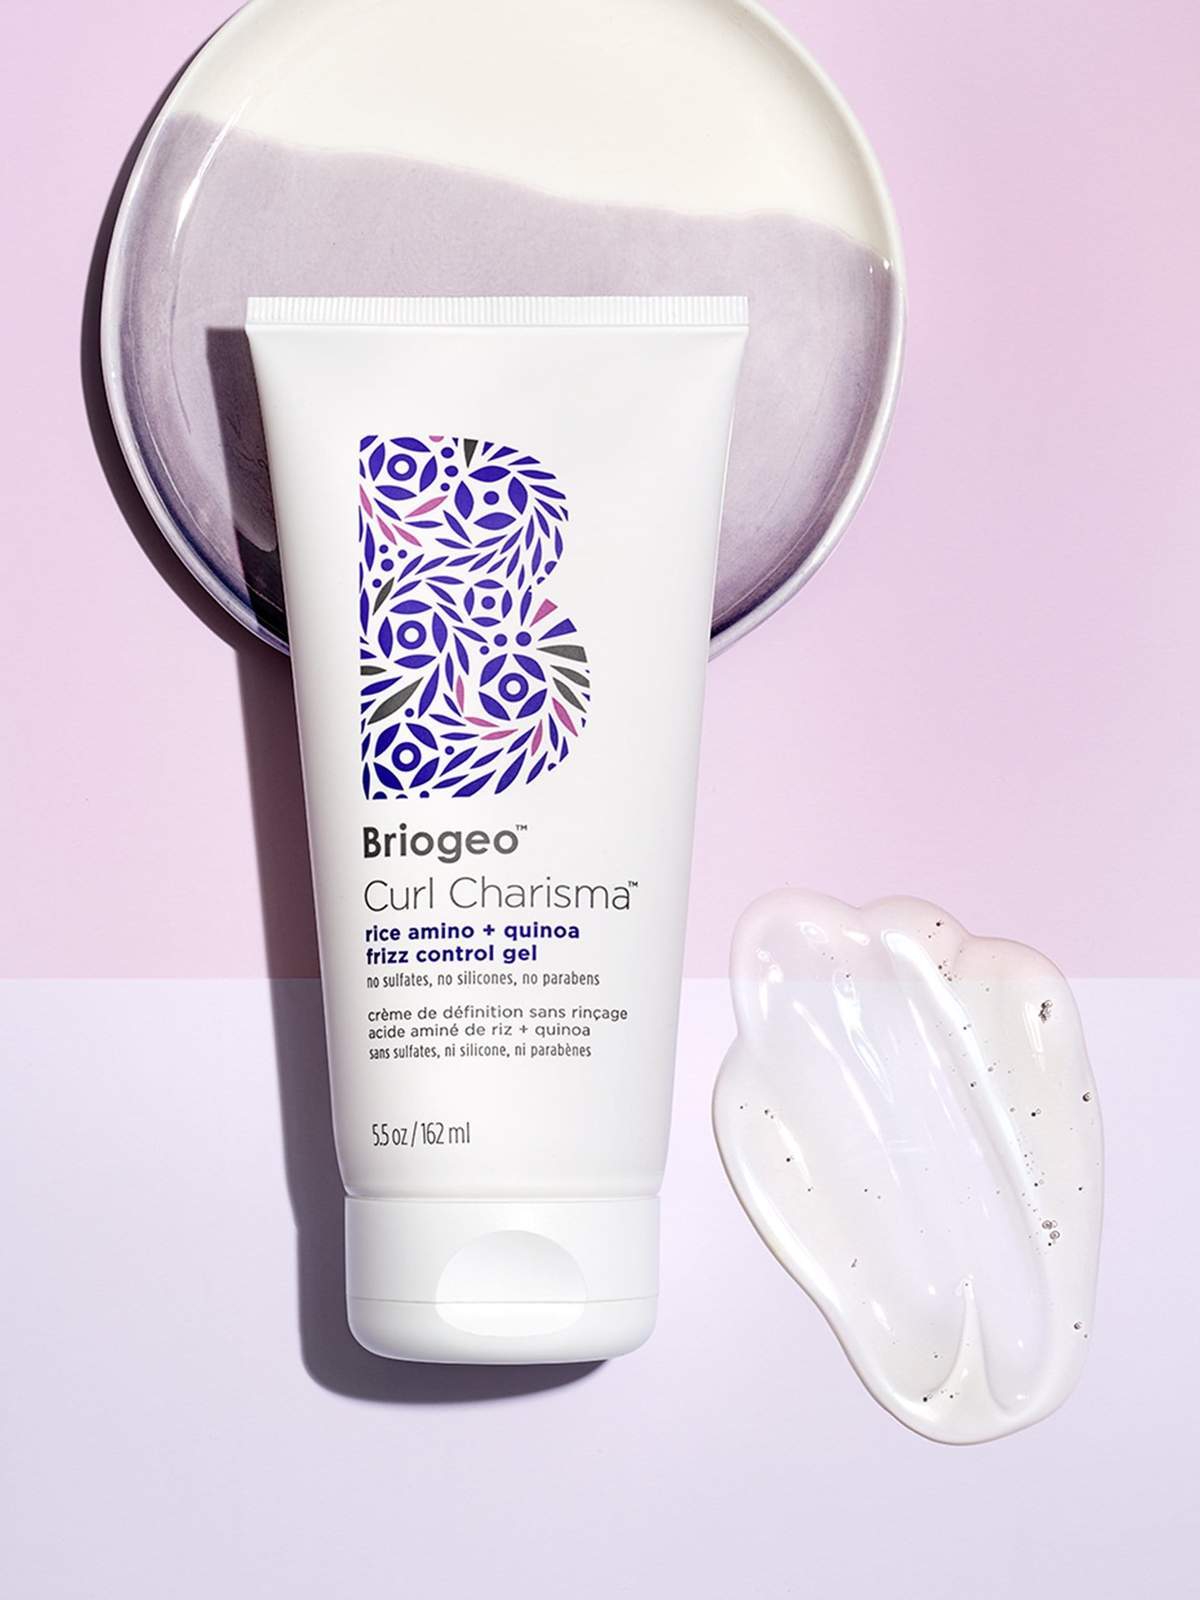 B
Briogeo™
Curl Charisma™
rice amino + quinoa
frizz control gel
no sulfates, no silicones, no parabens
crème de définition sans rinçage
acide aminé de riz + quinoa
sans sulfates, ni silicone, ni parabènes
5.5 oz / 162 ml